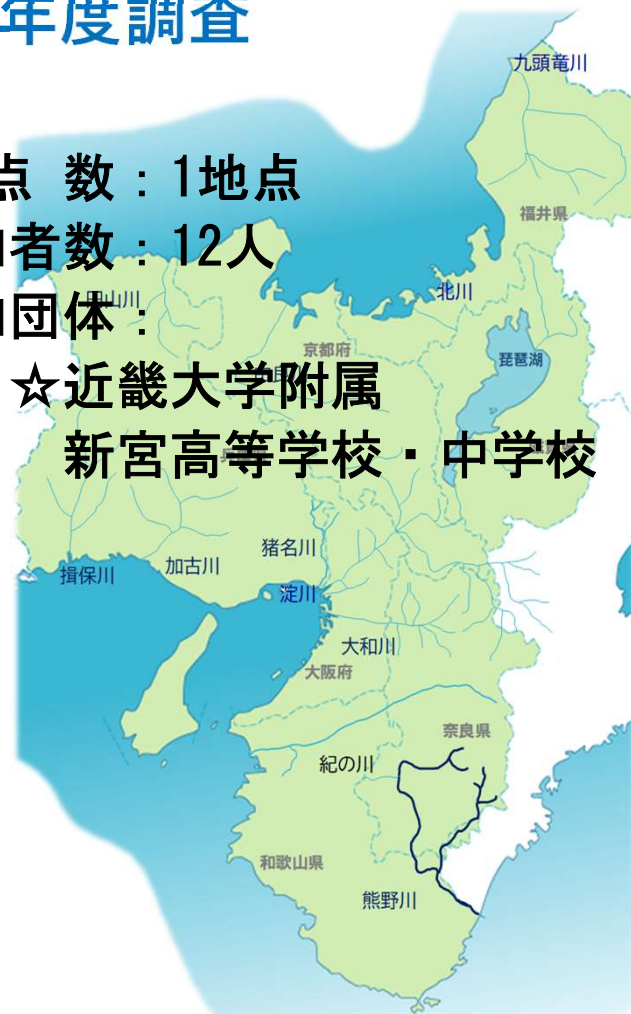 年度調査
九頭竜川
点 数：1地点
福井県
者数：12人
円山川
北川
団体：
京都府
琵琶湖
☆近畿大学附属
新宮高等学校・中学校
猪名川
加古川
揖保川
淀川
大和川
大阪府
奈良県
紀の川
和歌山県
熊野川